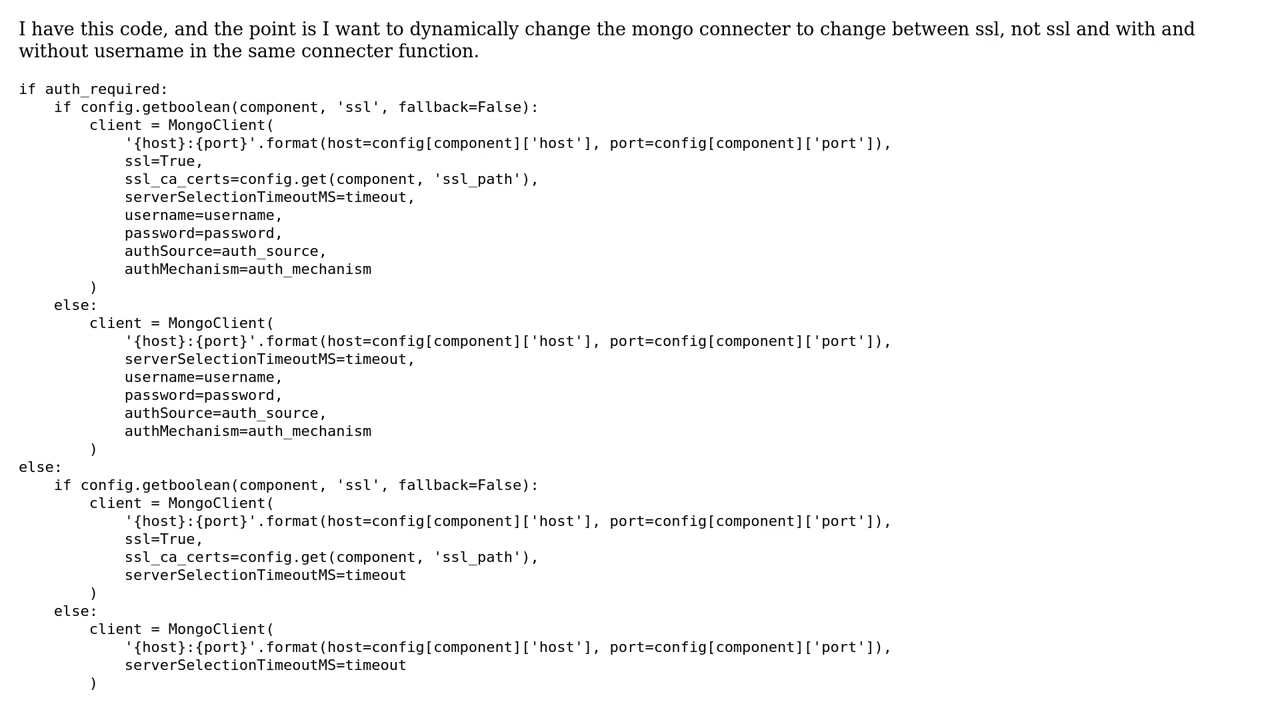 I have this code, and the point is I want to dynamically change the mongo connecter to change between ssl, not ssl and with and
without username in the same connecter function.
if auth_required:
    if config.getboolean(component, 'ssl', fallback=False):
        client = MongoClient(
            '{host}:{port}'.format(host=config[component]['host'], port=config[component]['port']),
            ssl=True,
            ssl_ca_certs=config.get(component, 'ssl_path'),
            serverSelectionTimeoutMS=timeout,
            username=username,
            password=password,
            authSource=auth_source,
            authMechanism=auth_mechanism
        )
    else:
        client = MongoClient(
            '{host}:{port}'.format(host=config[component]['host'], port=config[component]['port']),
            serverSelectionTimeoutMS=timeout,
            username=username,
            password=password,
            authSource=auth_source,
            authMechanism=auth_mechanism
        )
else:
    if config.getboolean(component, 'ssl', fallback=False):
        client = MongoClient(
            '{host}:{port}'.format(host=config[component]['host'], port=config[component]['port']),
            ssl=True,
            ssl_ca_certs=config.get(component, 'ssl_path'),
            serverSelectionTimeoutMS=timeout
        )
    else:
        client = MongoClient(
            '{host}:{port}'.format(host=config[component]['host'], port=config[component]['port']),
            serverSelectionTimeoutMS=timeout
        )